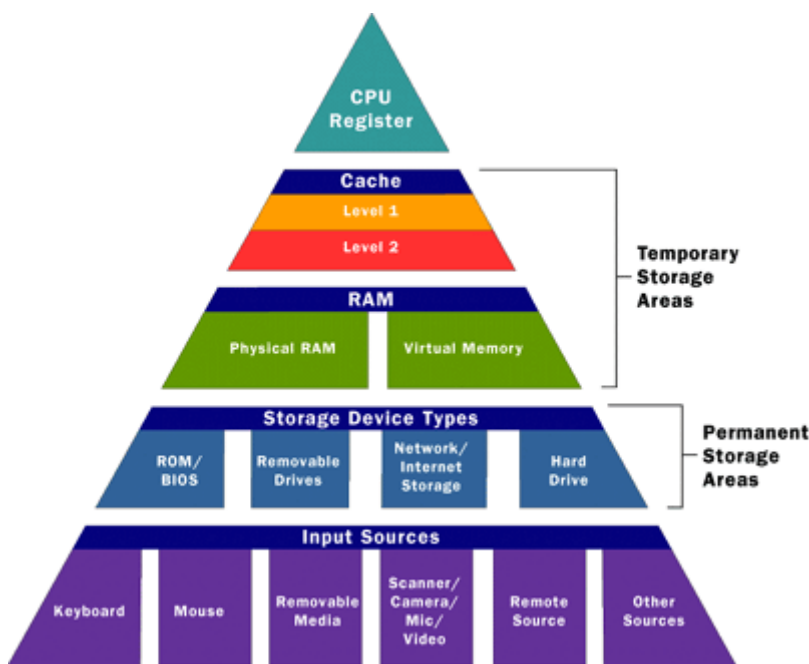 CPU
Register
Cache
Level 1
Level 2
Temporary
Storage
Areas
RAM
Physical RAM
Virtual Memory
Storage Device Types
ROM/
BIOS
Removable
Drives
Network/
Internet
Storage
Hard
Drive
Permanent
Storage
Areas
Input Sources
Keyboard
Mouse
Removable
Media
Scanner/
Camera/
Mic/
Video
Remote
Source
Other
Sources